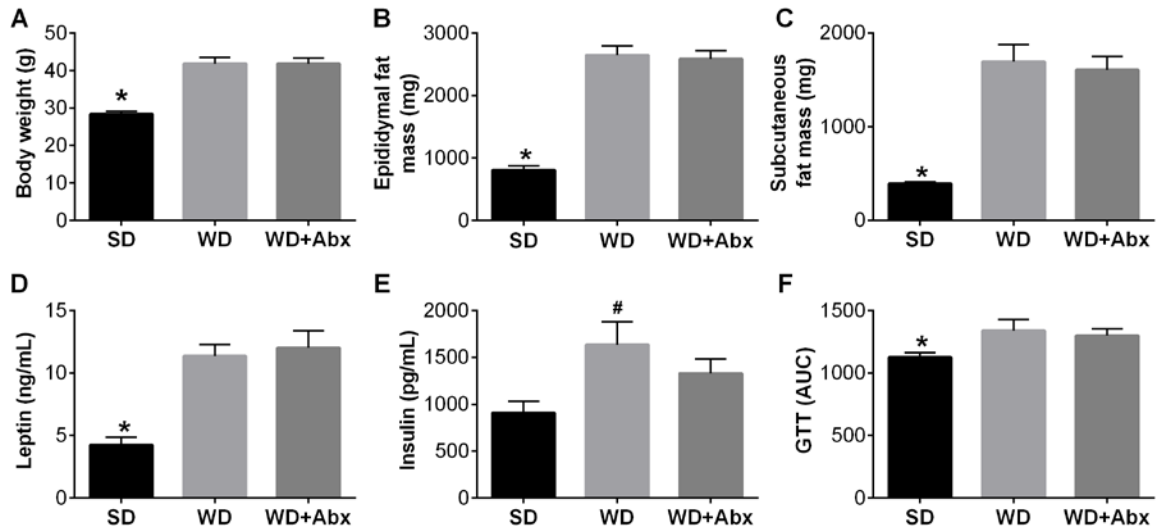 A
Body weight (g)
50
40
30
20
10
0
*
SD
WD
WD+Abx
B
Epididymal fat
mass (mg)
3000
2000
1000
0
*
SD
WD
WD+Abx
C
Subcutaneous
fat mass (mg)
2000
1000
0
*
SD
WD
WD+Abx
D
Leptin (ng/mL)
15
10
5
0
*
SD
WD
WD+Abx
E
Insulin (pg/mL)
2000
1500
1000
500
0
#
SD
WD
WD+Abx
F
GTT (AUC)
1500
1000
500
0
*
SD
WD
WD+Abx